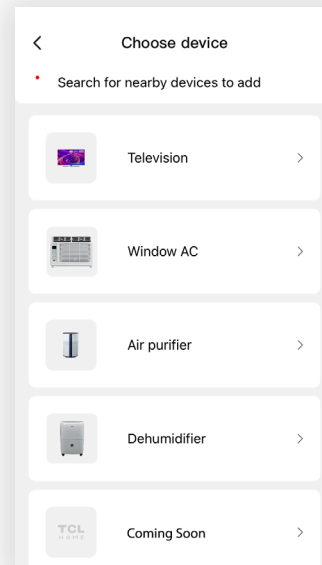 Choose device
Search for nearby devices to add
Television
Window AC
Air purifier
Dehumidifier
TCL
HOME
Coming Soon